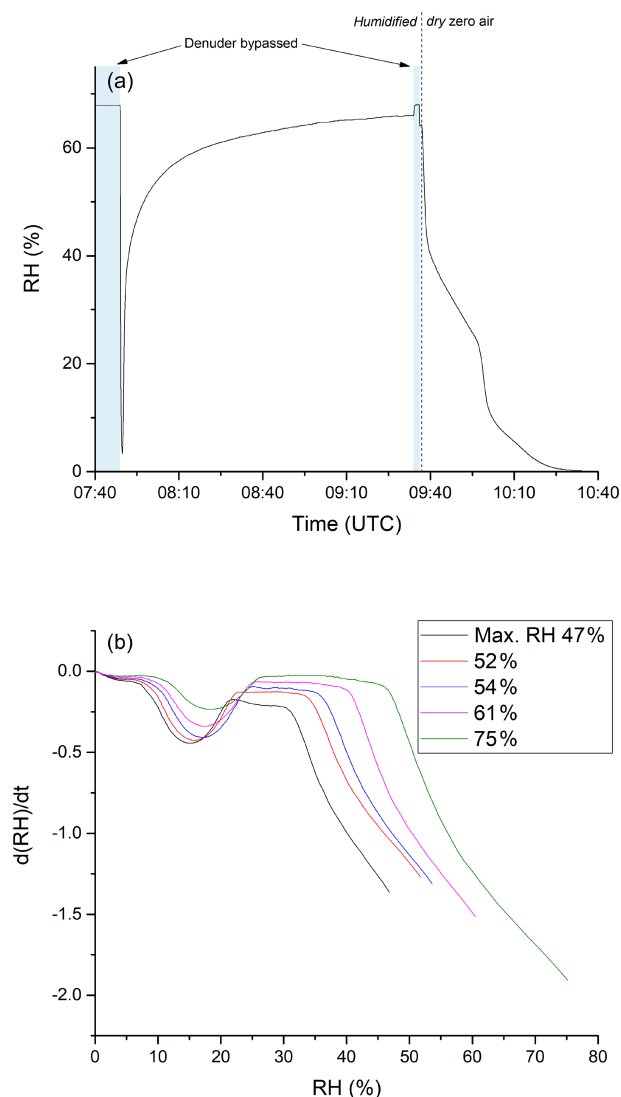 Humidified dry zero air
Denuder bypassed
(a)
60
40
20
0
RH (%)
07:40 08:10 08:40 09:10 09:40 10:10 10:40
Time (UTC)
(b)
Max. RH 47%
52%
54%
61%
75%
0.0
-0.5
-1.0
-1.5
-2.0
d(RH)/dt
0 10 20 30 40 50 60 70 80
RH (%)